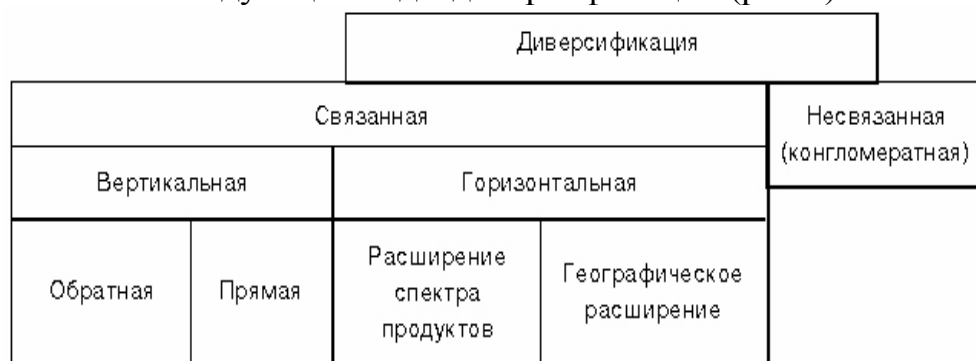 Диверсификация
Связанная
Несвязанная
(конгломератная)
Вертикальная
Горизонтальная
Обратная
Прямая
Расширение
спектра
продуктов
Географическое
расширение